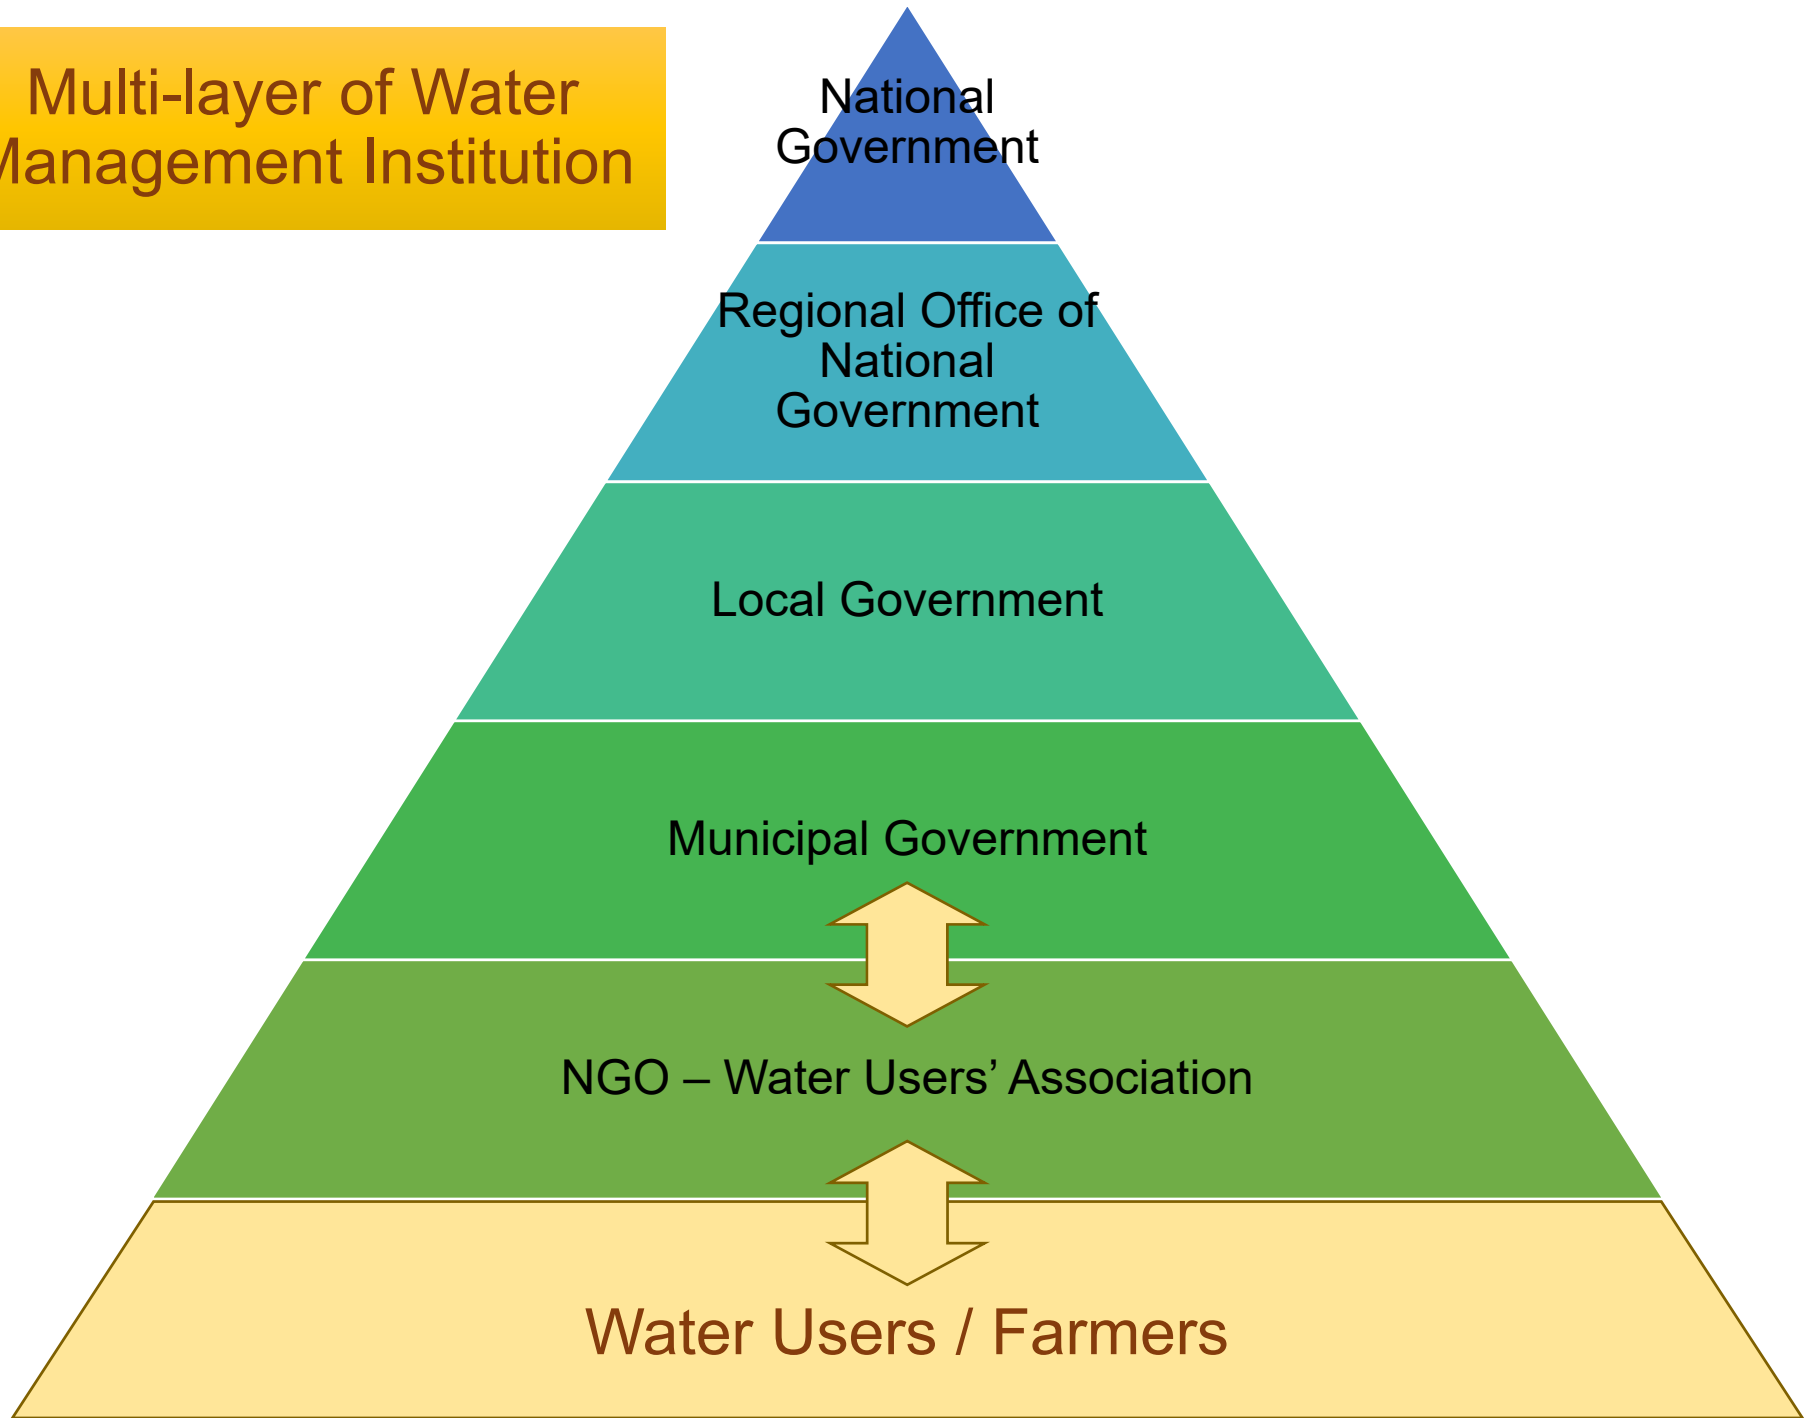 Multi-layer of Water
Management Institution
National
Government
Regional Office of
National
Government
Local Government
Municipal Government
NGO – Water Users’ Association
Water Users / Farmers